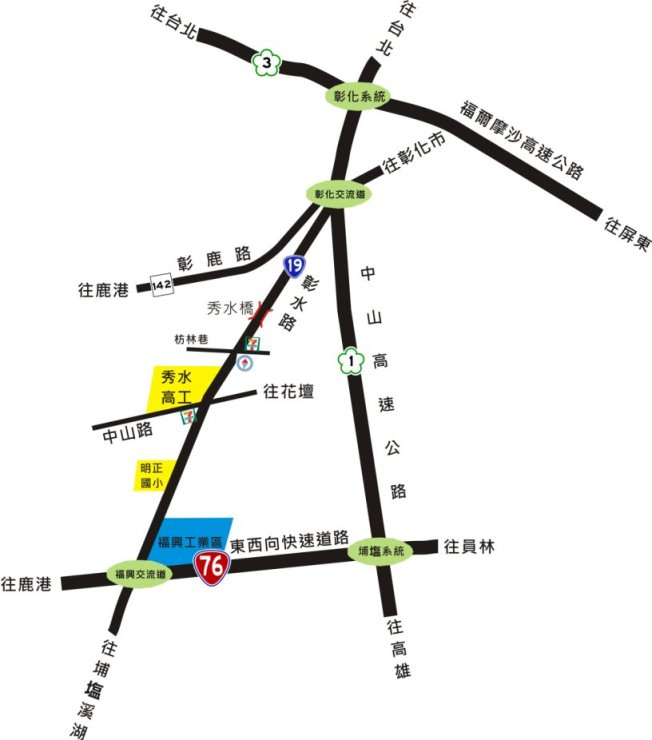 往台北
往台北
3
彰化系統
福爾摩沙高速公路
往彰化市
彰化交流道
往屏東
彰鹿路
19
142
往鹿港
彰水路
中山高速公路
秀水橋
枋林巷
7
1
秀水
高工
往花壇
7
中山路
明正
國小
福興工業區
東西向快速道路
76
埔塩系統
往員林
福興交流道
往鹿港
往高雄
往埔塩溪湖